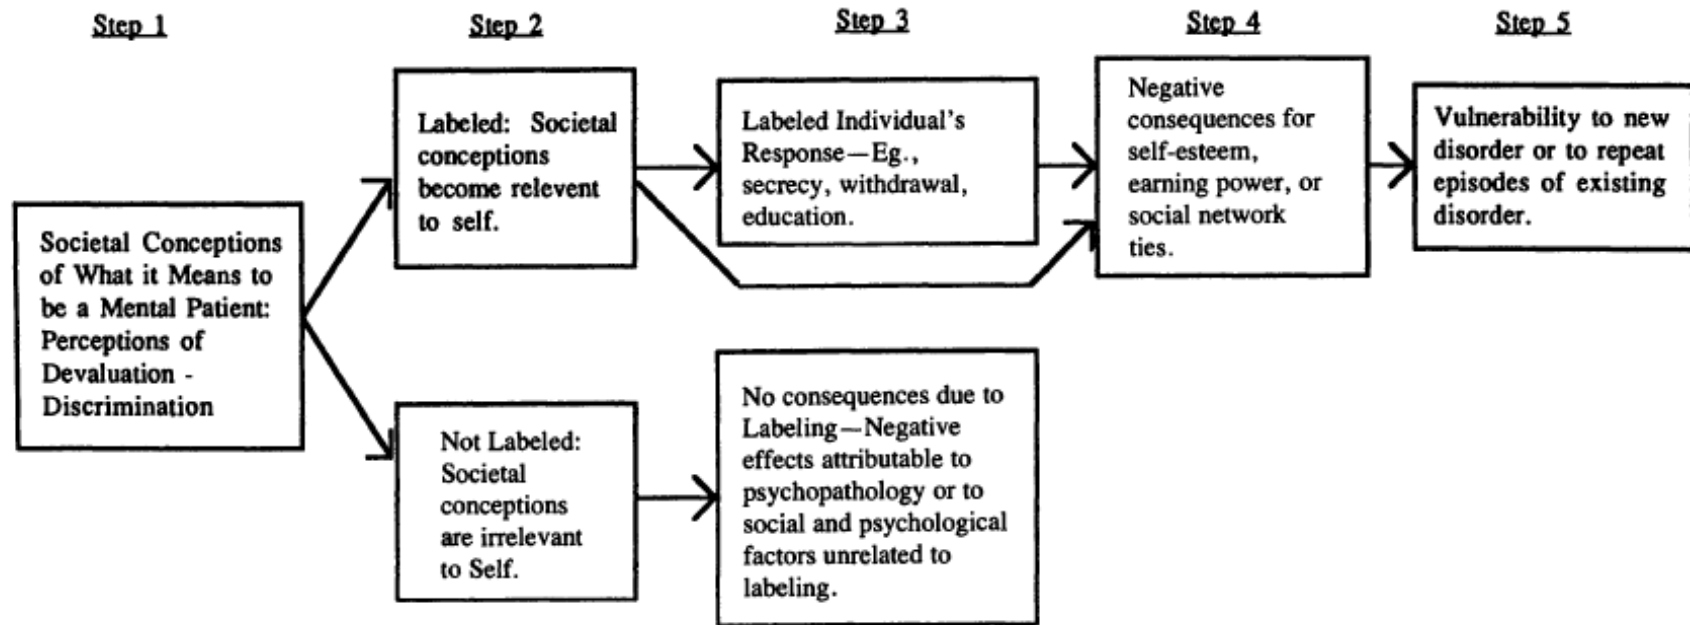 Step 1
Step 2
Step 3
Step 4
Step 5
Societal Conceptions
of What it Means to
be a Mental Patient:
Perceptions of
Devaluation -
Discrimination
Labeled: Societal
conceptions
become relevent
to self.
Labeled Individual's
Response—Eg.,
secrecy, withdrawal,
education.
Negative
consequences for
self-esteem,
earning power, or
social network
ties.
Vulnerability to new
disorder or to repeat
episodes of existing
disorder.
Not Labeled:
Societal
conceptions
are irrelevant
to Self.
No consequences due to
Labeling—Negative
effects attributable to
psychopathology or to
social and psychological
factors unrelated to
labeling.